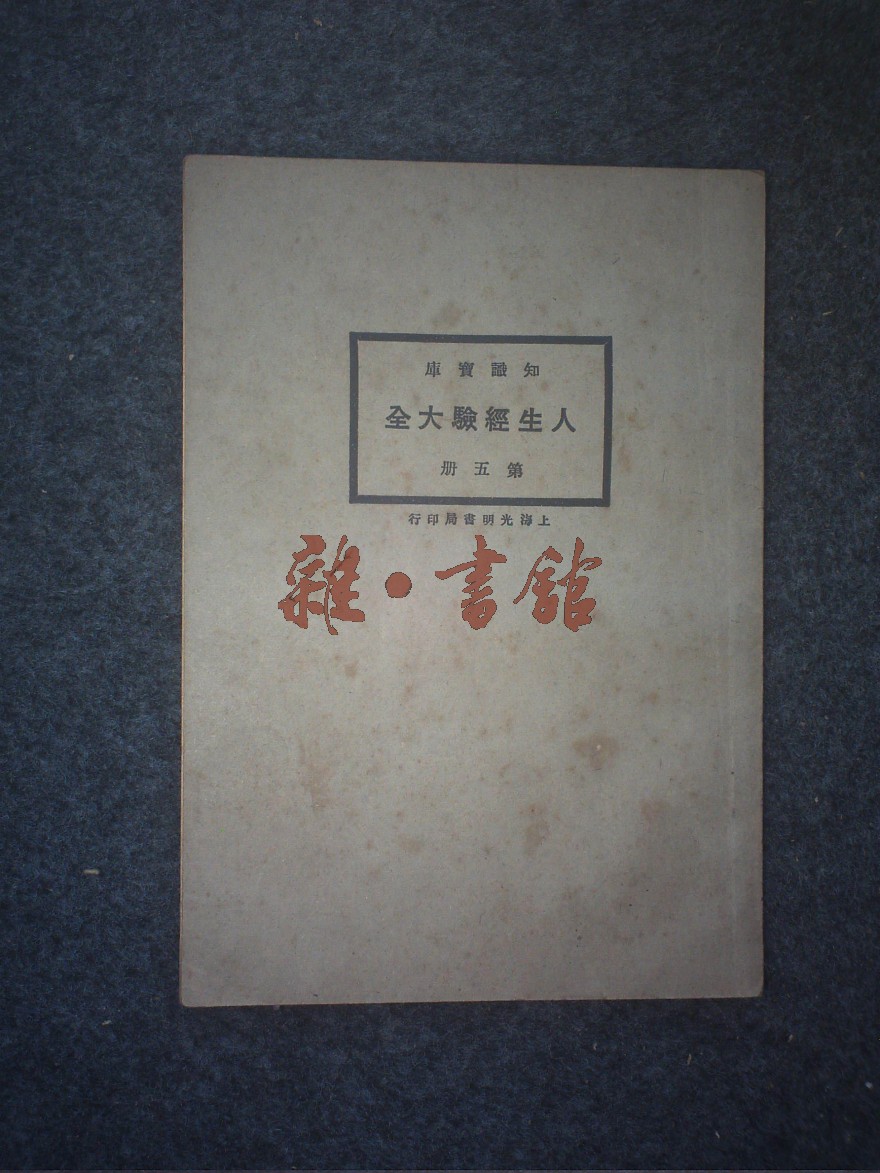 知識寶庫
人生經驗大全
第五册
上海光明書局印行
雜·書館